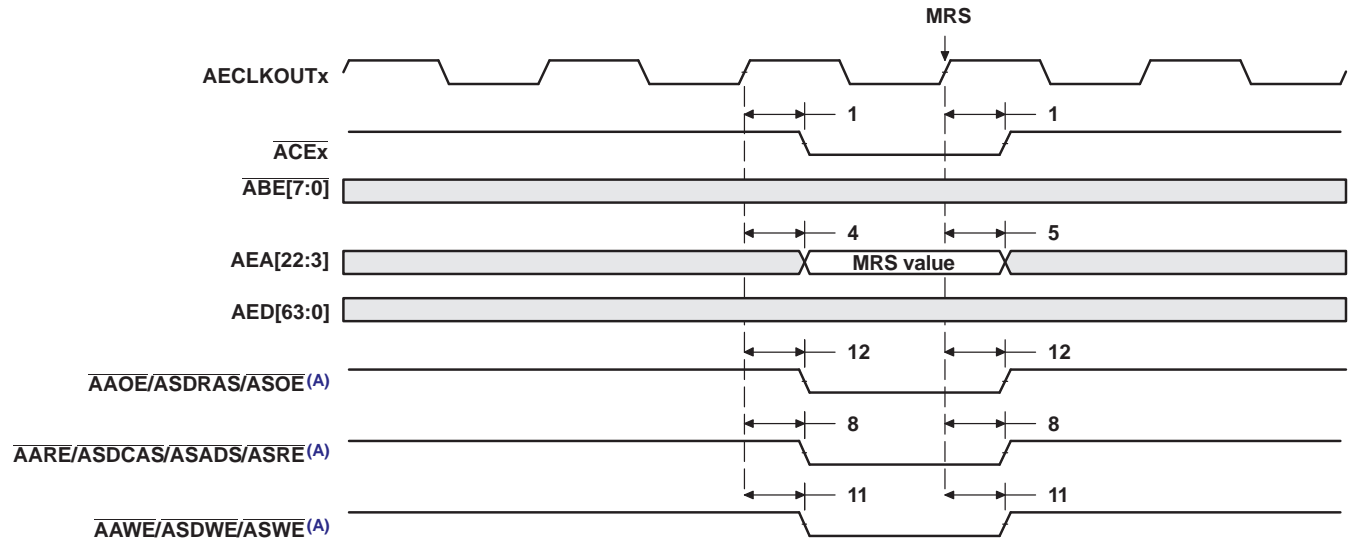 MRS
AECLKOUTx
1 1
ACEx
ABE[7:0]
4 5
AEA[22:3] MRS value
AED[63:0]
12 12
AAOE/ASDRAS/ASOE(A)
8 8
AARE/ASDCAS/ASADS/ASRE(A)
11 11
AAWE/ASDWE/ASWE(A)